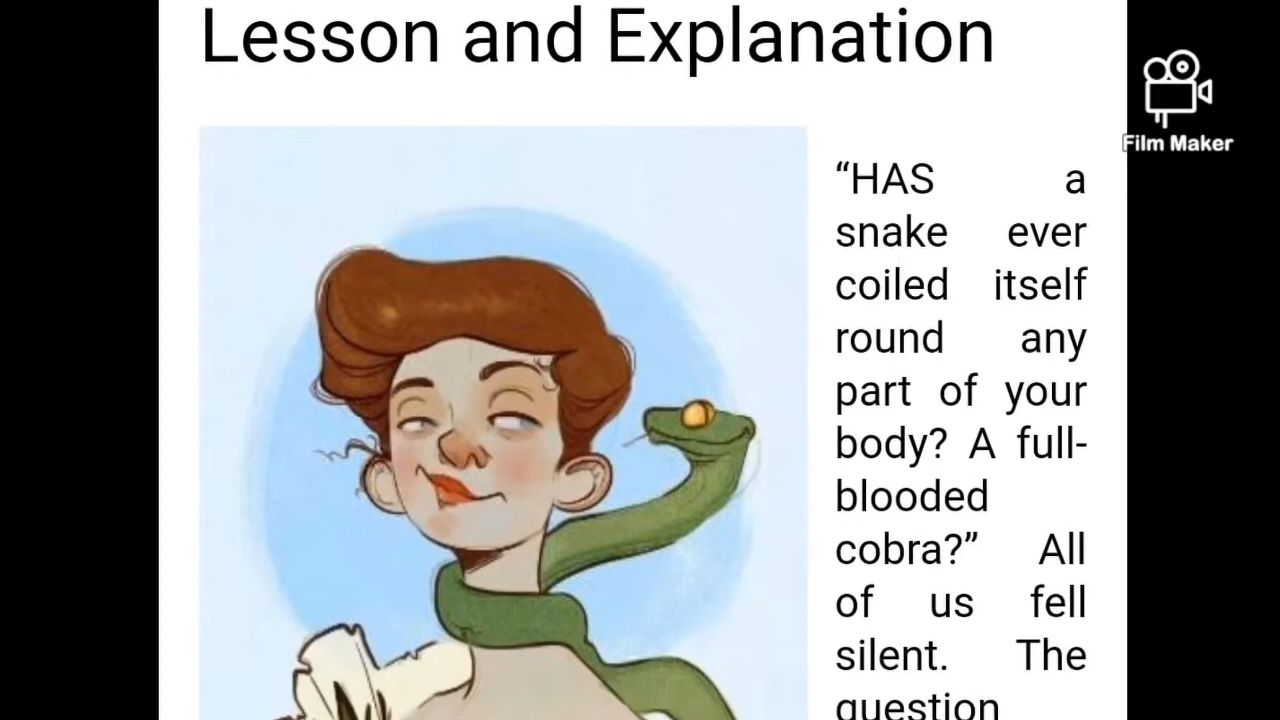 Lesson and Explanation
Film Maker
“HAS a
snake ever
coiled itself
round any
part of your
body? A full-
blooded
cobra?” All
of us fell
silent. The
question